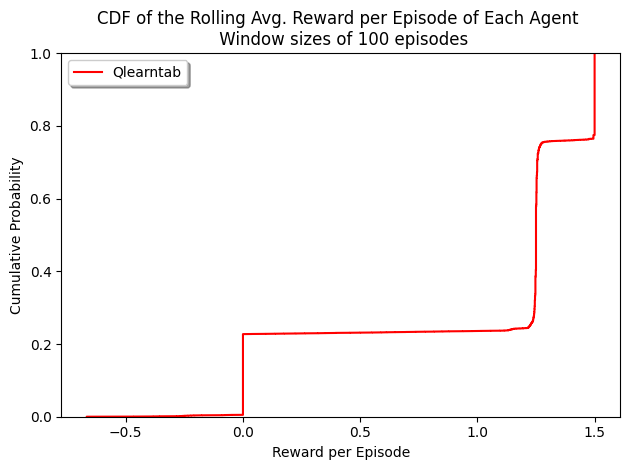 CDF of the Rolling Avg. Reward per Episode of Each Agent
Window sizes of 100 episodes
Qlearntab
1.0
0.8
0.6
0.4
0.2
0.0
Cumulative Probability
−0.5 0.0 0.5 1.0 1.5
Reward per Episode